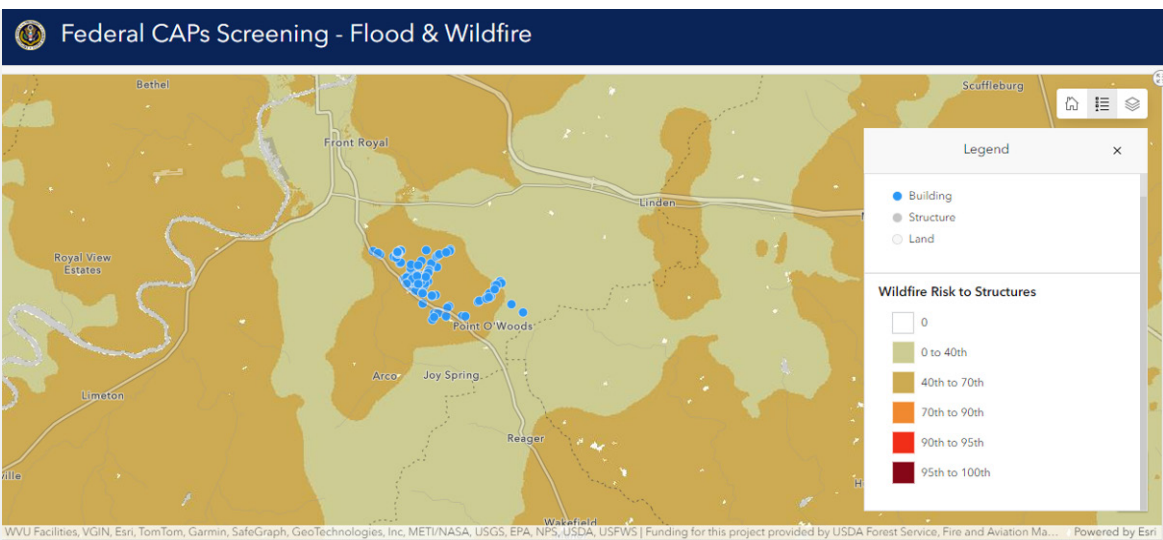 Federal CAPs Screening - Flood & Wildfire
Bethel
Scuffleburg
Front Royal
Legend
Building
Linden
Structure
Land
Royal View
Estates
Wildfire Risk to Structures
0
Point O'Woods
0 to 40th
Arco
Joy Spring
40th to 70th
Limeton
70th to 90th
Reager
90th to 95th
95th to 100th
ville
H
Wakefield
WVU Facilities, VGIN, Esri, TomTom, Garmin, SafeGraph, GeoTechnologies, Inc, METI/NASA, USGS, EPA, NPS, USDA, USFWS | Funding for this project provided by USDA Forest Service, Fire and Aviation Ma... Powered by Esri